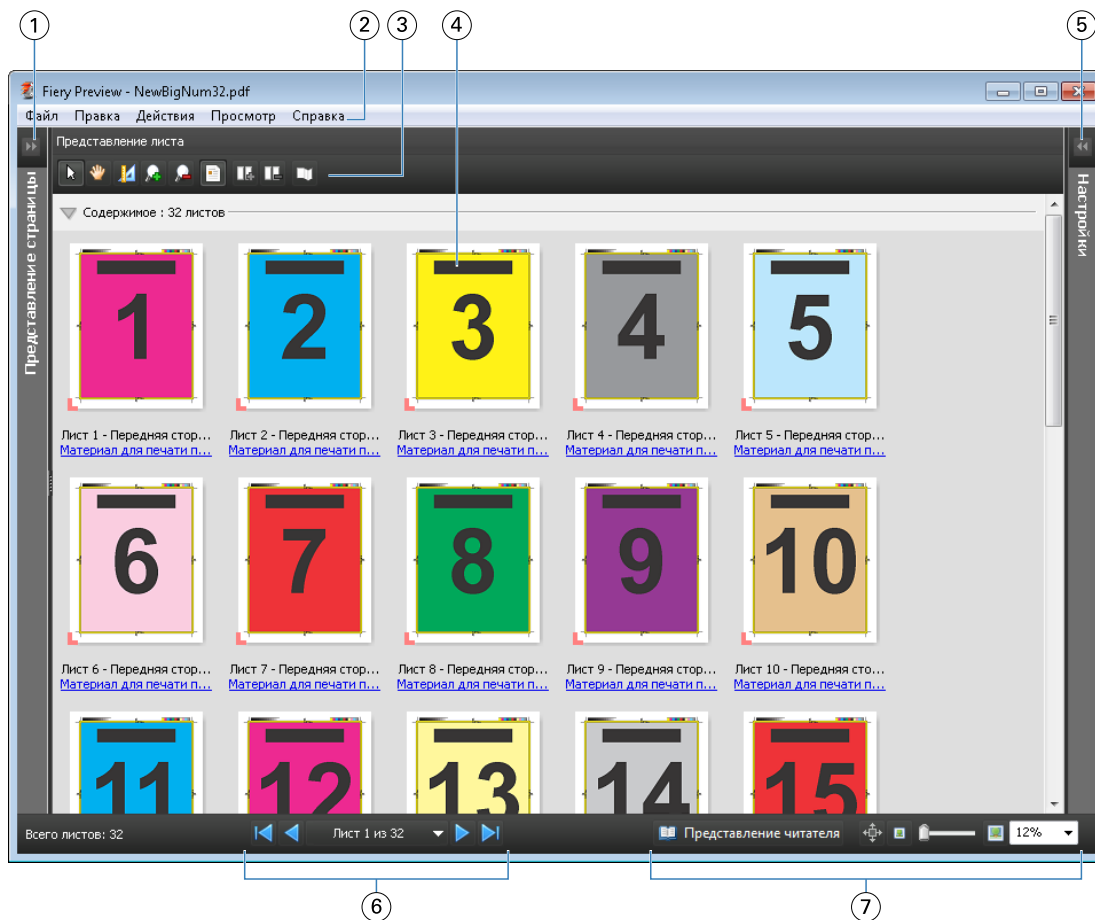 1 2 3 4 5
Fiery Preview - NewBigNum32.pdf
Файл Правка Действия Просмотр Справка
Представление листа
Представление страницы
Настройки
Содержимое : 32 листов
1 2 3 4 5
Лист 1 - Передняя стор... Лист 2 - Передняя стор... Лист 3 - Передняя стор... Лист 4 - Передняя стор... Лист 5 - Передняя стор...
Материал для печати п... Материал для печати п... Материал для печати п... Материал для печати п... Материал для печати п...
6 7 8 9 10
Лист 6 - Передняя стор... Лист 7 - Передняя стор... Лист 8 - Передняя стор... Лист 9 - Передняя стор... Лист 10 - Передняя сто...
Материал для печати п... Материал для печати п... Материал для печати п... Материал для печати п... Материал для печати п...
11 12 13 14 15
Всего листов: 32 Лист 1 из 32 Представление читателя 12%
6 7